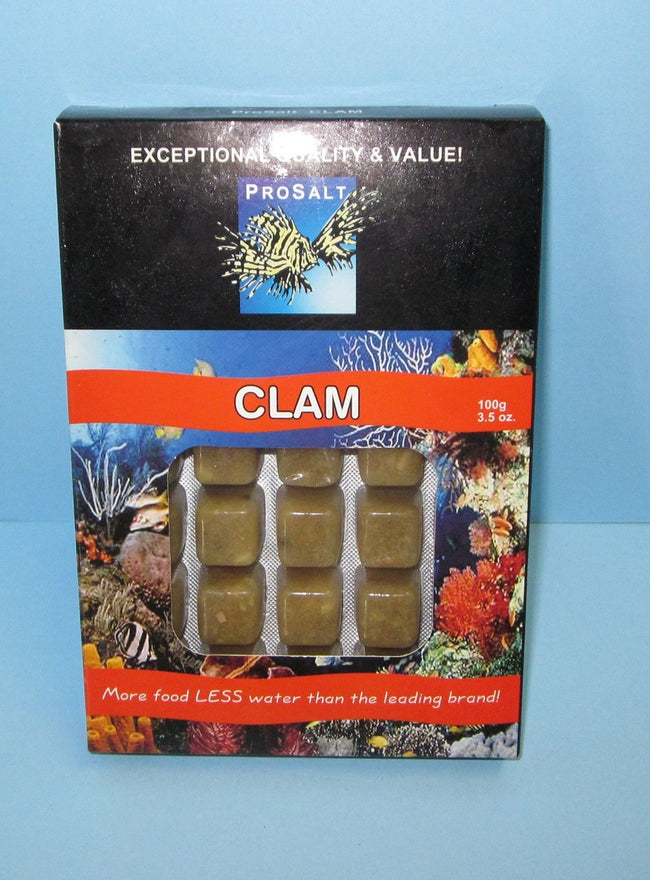 ProSalt CLAM
EXCEPTIONAL QUALITY & VALUE!
PROSALT
CLAM
100g
3.5 oz.
More food LESS water than the leading brand!